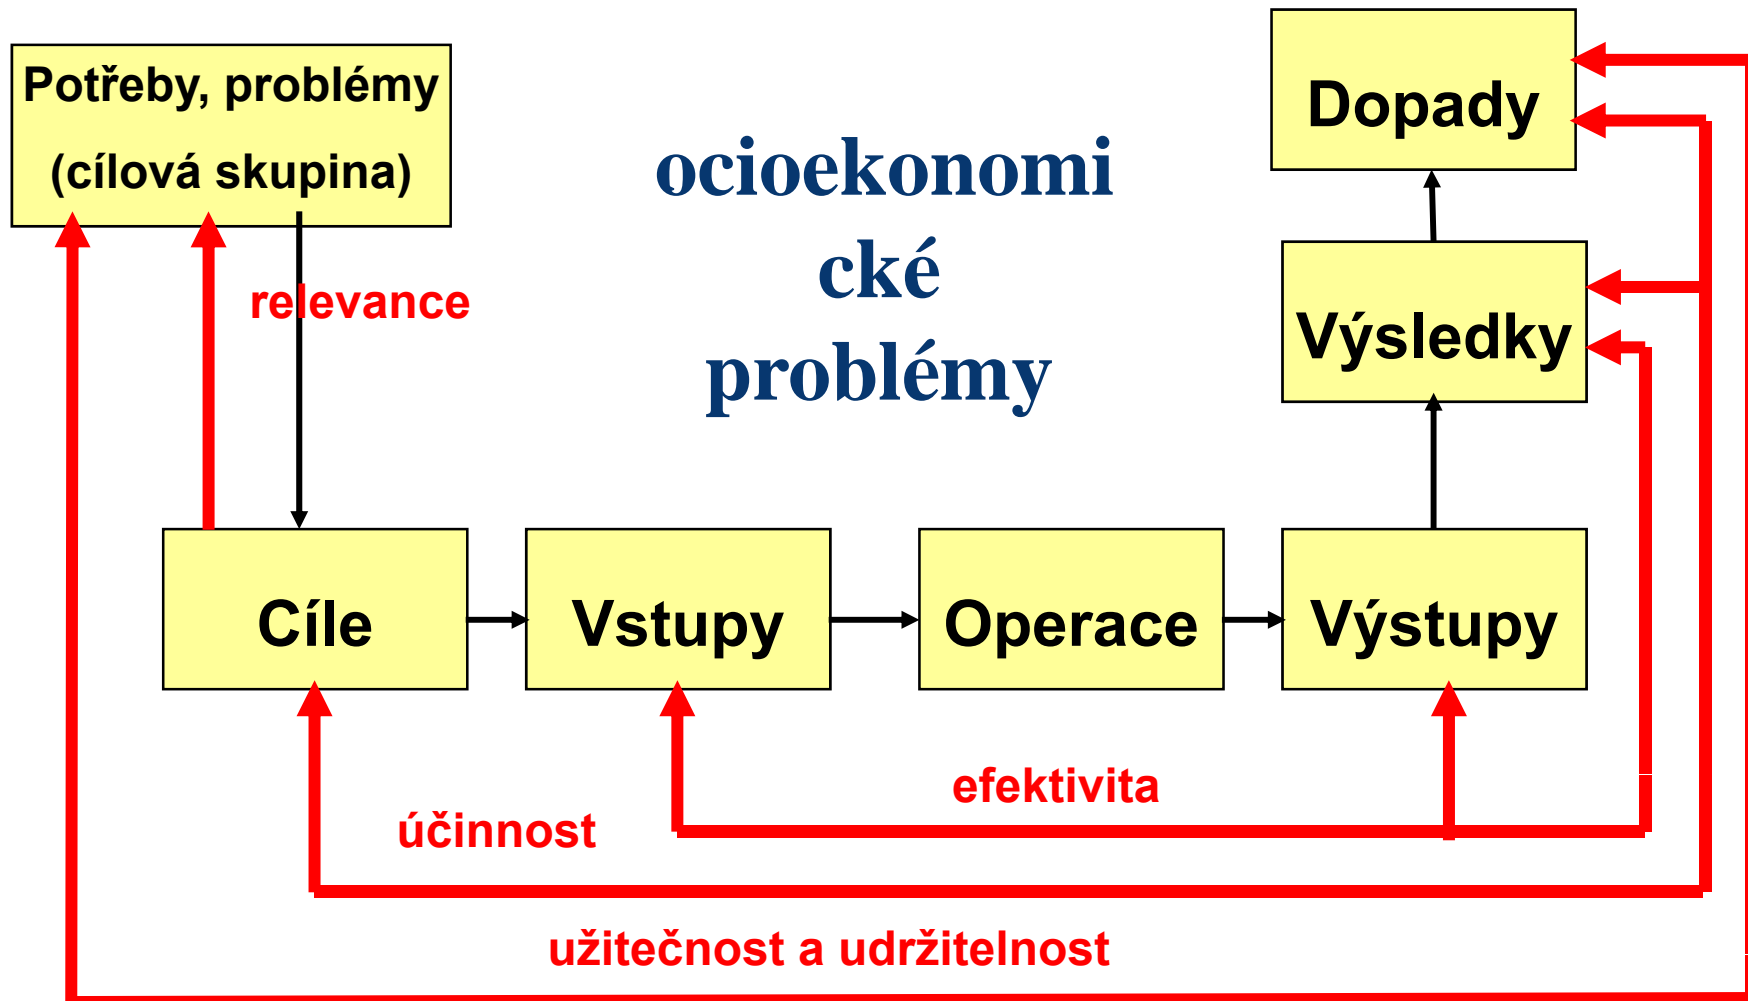 Potřeby, problémy
(cílová skupina)
ocioekonomi
cké
problémy
Dopady
relevance
Výsledky
Cíle
Vstupy
Operace
Výstupy
efektivita
účinnost
užitečnost a udržitelnost